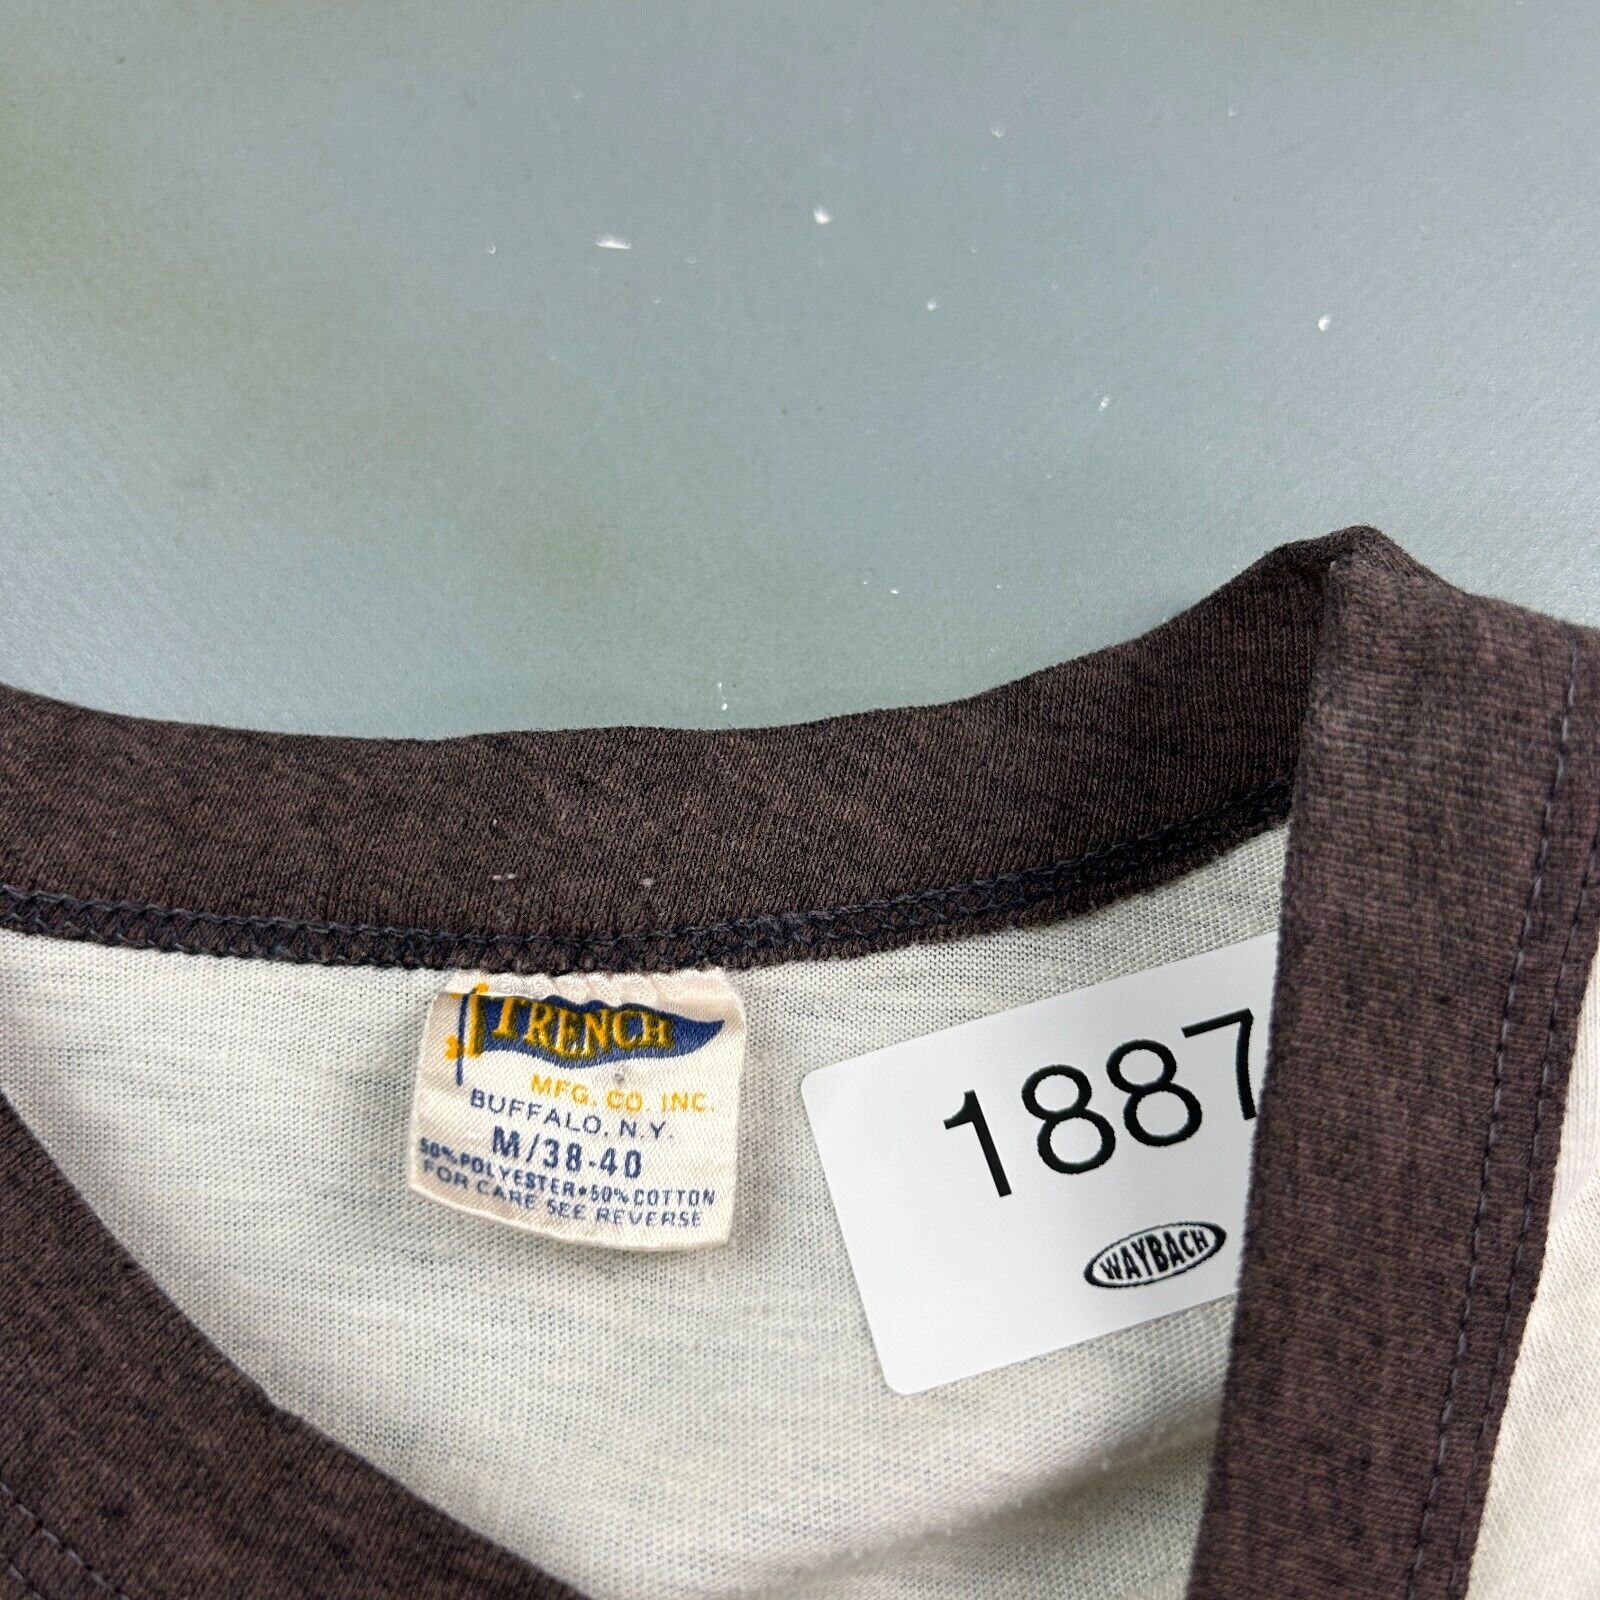 TRENCH
MFG. CO. INC.
BUFFALO, N.Y.
M/38-40
50% POLYESTER•50% COTTON
FOR CARE SEE REVERSE
1887
WAYBACH